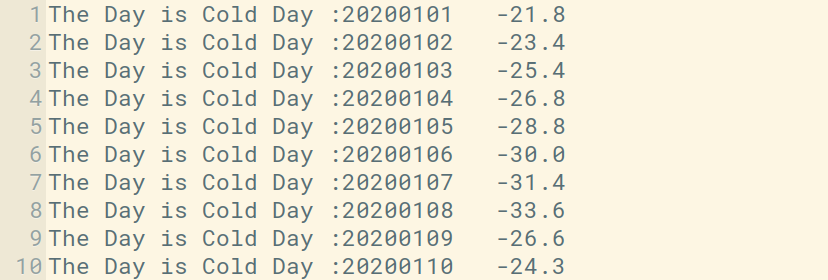 1 The Day is Cold Day :20200101   -21.8
2 The Day is Cold Day :20200102   -23.4
3 The Day is Cold Day :20200103   -25.4
4 The Day is Cold Day :20200104   -26.8
5 The Day is Cold Day :20200105   -28.8
6 The Day is Cold Day :20200106   -30.0
7 The Day is Cold Day :20200107   -31.4
8 The Day is Cold Day :20200108   -33.6
9 The Day is Cold Day :20200109   -26.6
10 The Day is Cold Day :20200110   -24.3